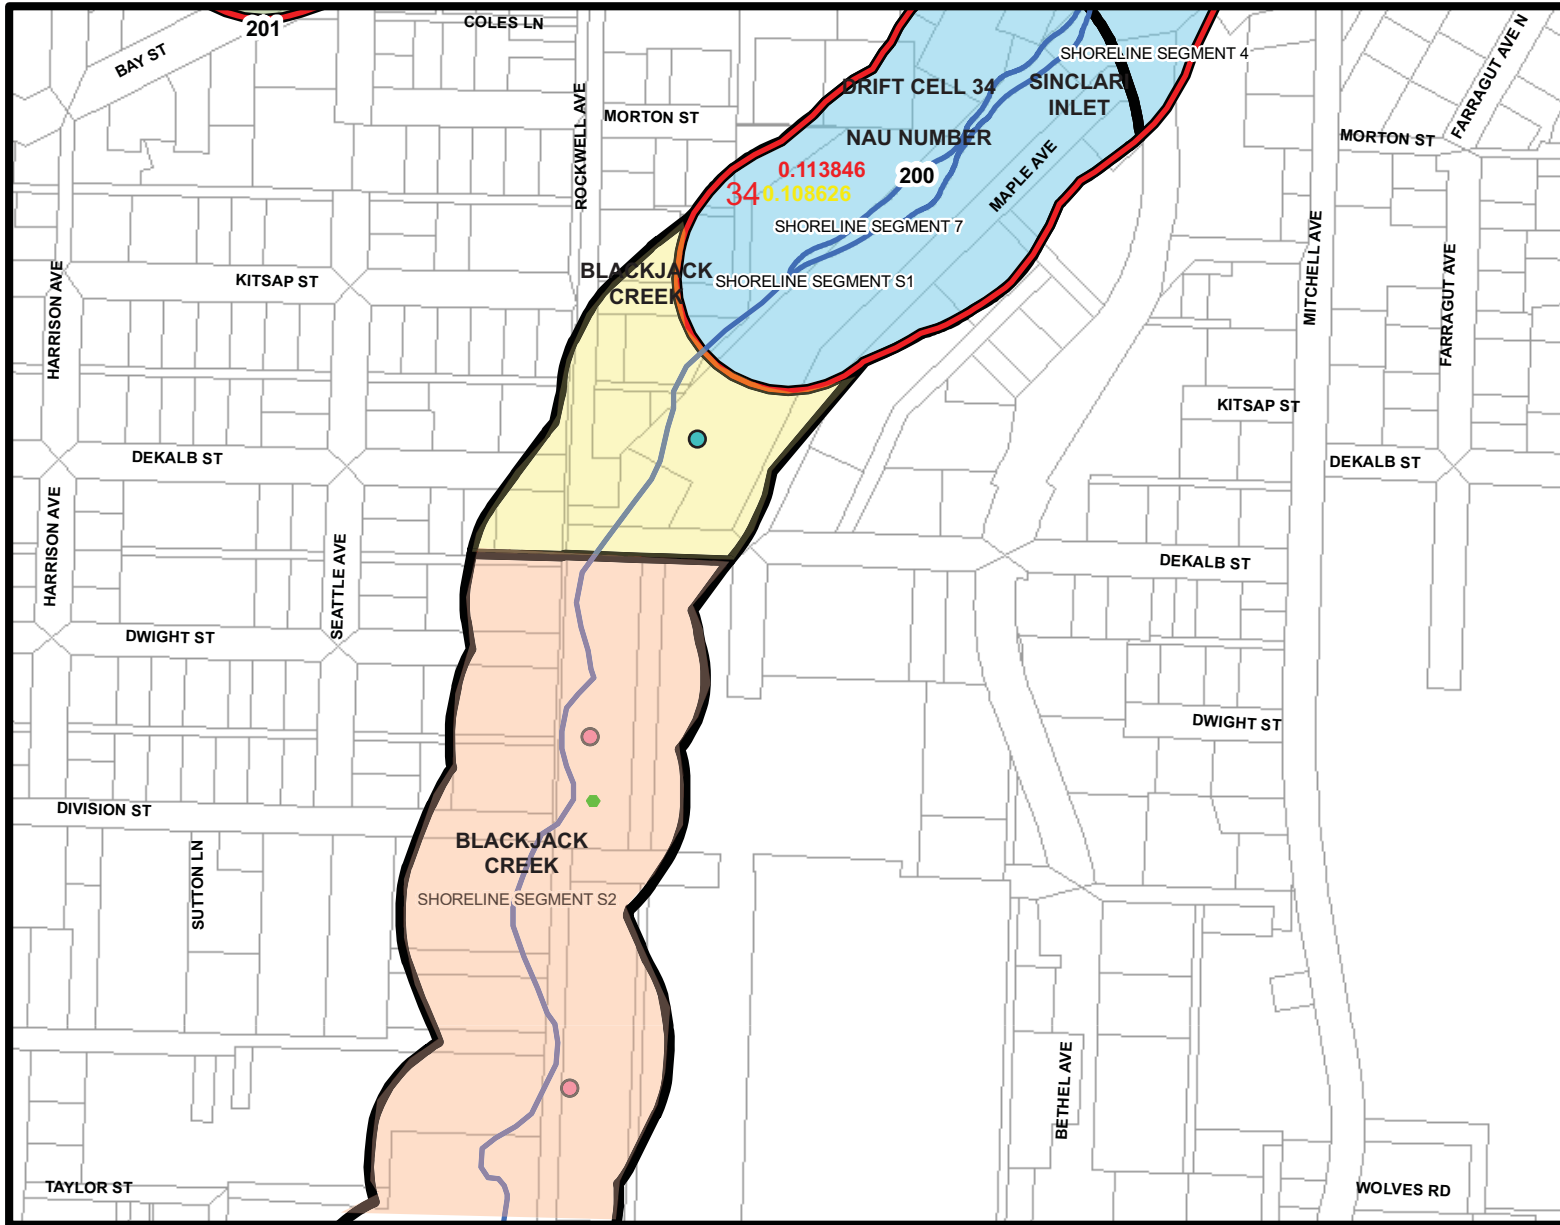 COLES LN
201
BAY ST
FARRAGUT AVE N
SHORELINE SEGMENT 4
DRIFT CELL 34
SINCLAR
INLET
ROCKWELL AVE
MORTON ST
NAU NUMBER
MORTON ST
0.113846
34
0.108626
200
MAPLE AVE
SHORELINE SEGMENT 7
MITCHELL AVE
BLACKJACK
CREEK
SHORELINE SEGMENT S1
KITSAP ST
HARRISON AVE
FARRAGUT AVE
KITSAP ST
DEKALB ST
DEKALB ST
HARRISON AVE
SEATTLE AVE
DEKALB ST
DWIGHT ST
DWIGHT ST
DIVISION ST
BLACKJACK
CREEK
SUTTON LN
SHORELINE SEGMENT S2
BETHEL AVE
TAYLOR ST
WOLVES RD